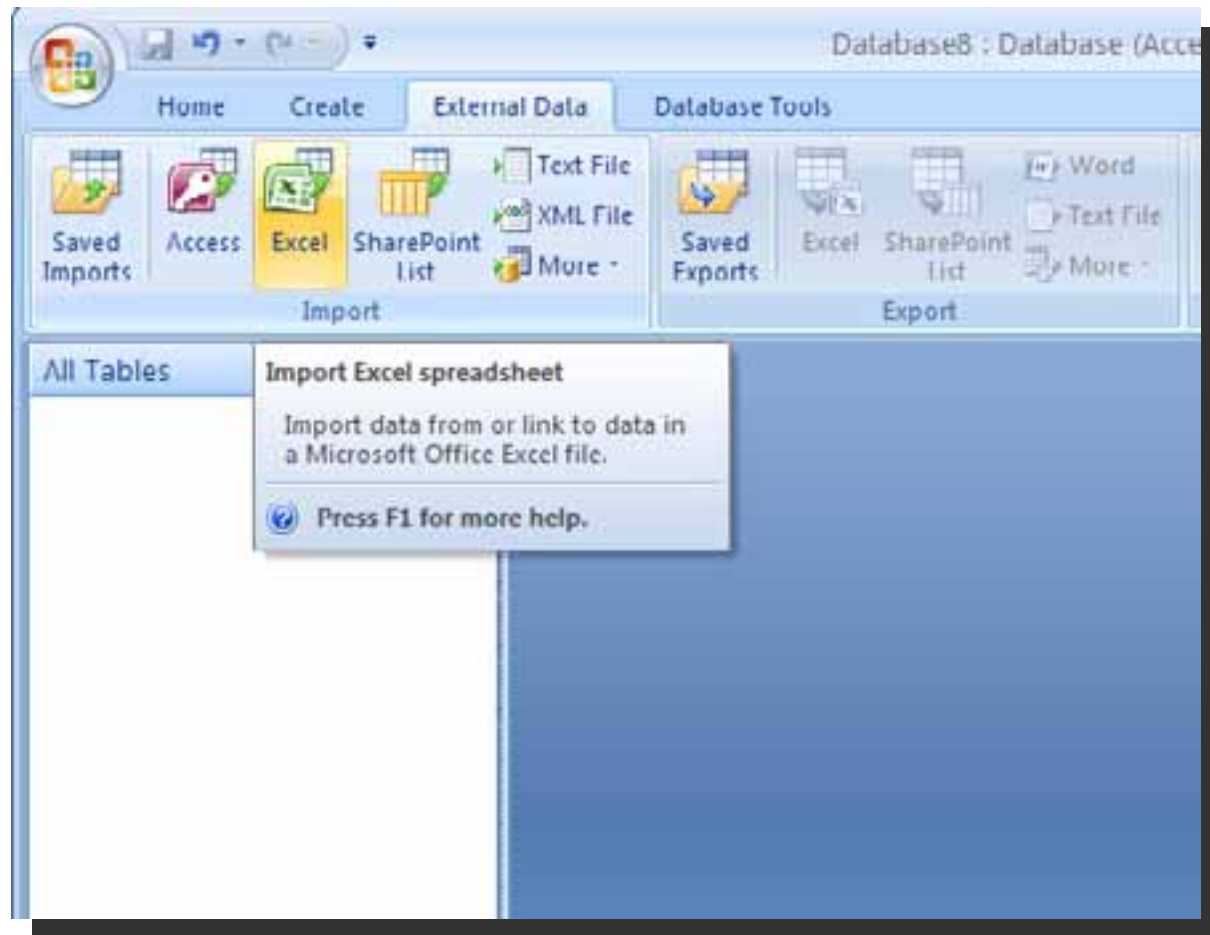 Database8 : Database (Acce
Home Create External Data Database Tools
Saved Imports
Access
Excel
SharePoint List
Text File
XML File
More
Import
Saved Exports
Excel
SharePoint List
Word
Text File
More
Export
All Tables
Import Excel spreadsheet
Import data from or link to data in
a Microsoft Office Excel file.
Press F1 for more help.